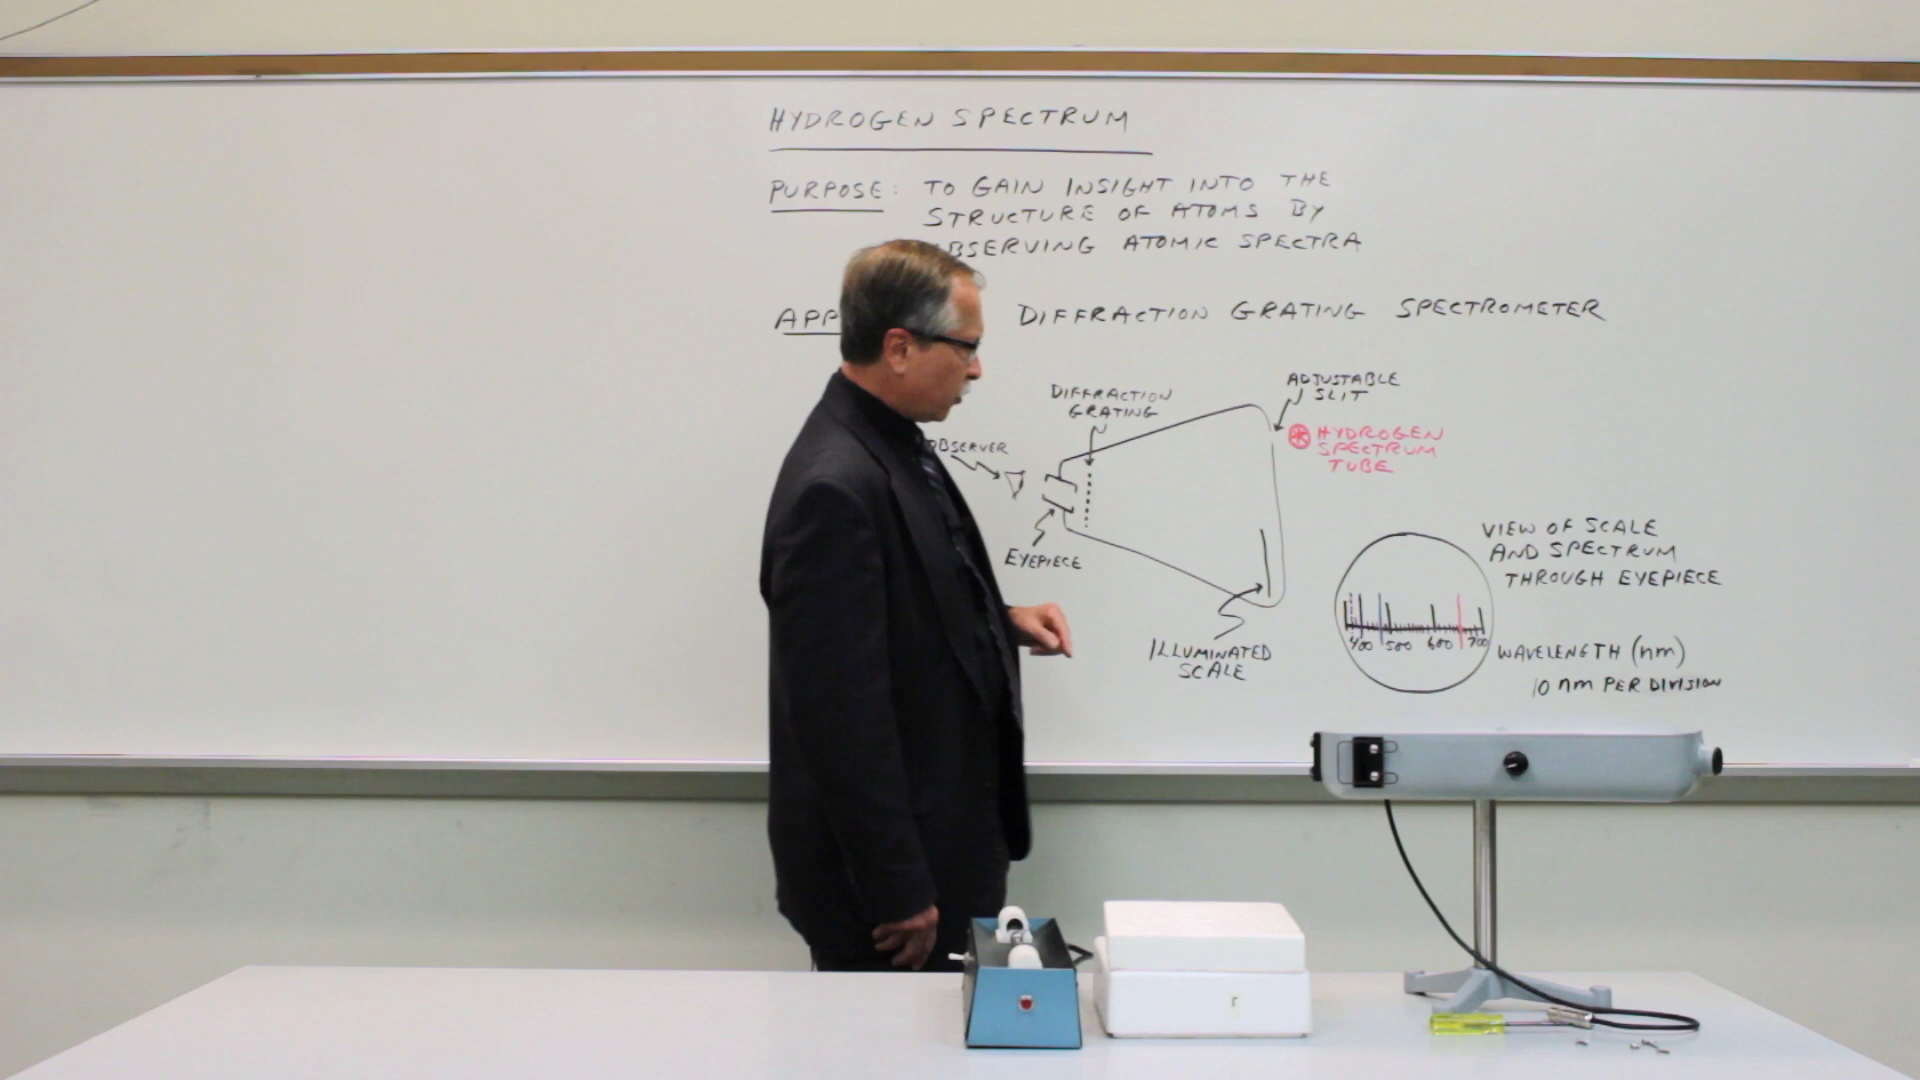 HYDROGEN SPECTRUM
PURPOSE: TO GAIN INSIGHT INTO THE
STRUCTURE OF ATOMS BY
OBSERVING ATOMIC SPECTRA
APP
DIFFRACTION GRATING SPECTROMETER
DIFFRACTION
GRATING
ADJUSTABLE
SLIT
HYDROGEN
SPECTRUM
TUBE
OBSERVER
EYEPIECE
ILLUMINATED
SCALE
VIEW OF SCALE
AND SPECTRUM
THROUGH EYEPIECE
400 500 600 700
WAVELENGTH (nm)
10 nm PER DIVISION